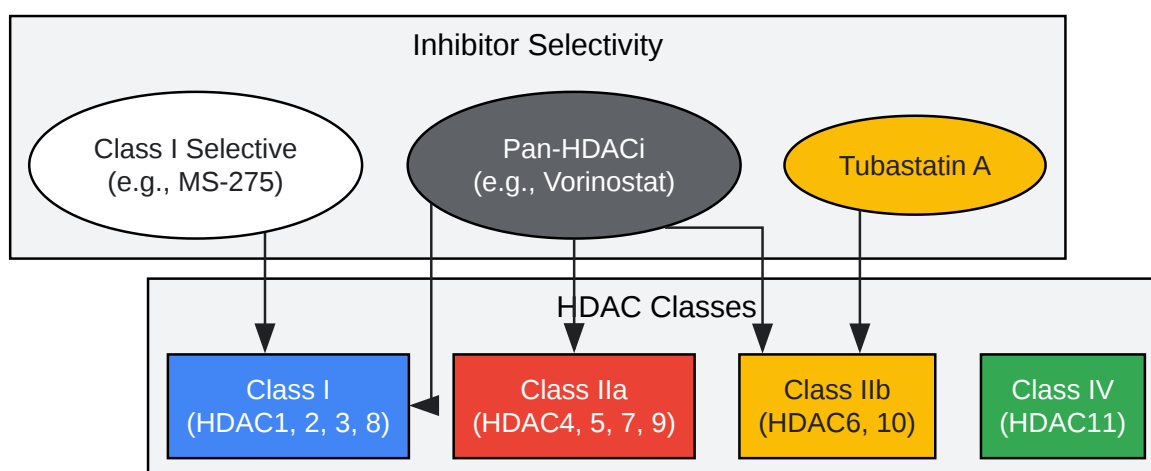 Inhibitor Selectivity
Class I Selective
(e.g., MS-275)
Pan-HDACi
(e.g., Vorinostat)
Tubastatin A
HDAC Classes
Class I
(HDAC1, 2, 3, 8)
Class IIa
(HDAC4, 5, 7, 9)
Class IIb
(HDAC6, 10)
Class IV
(HDAC11)